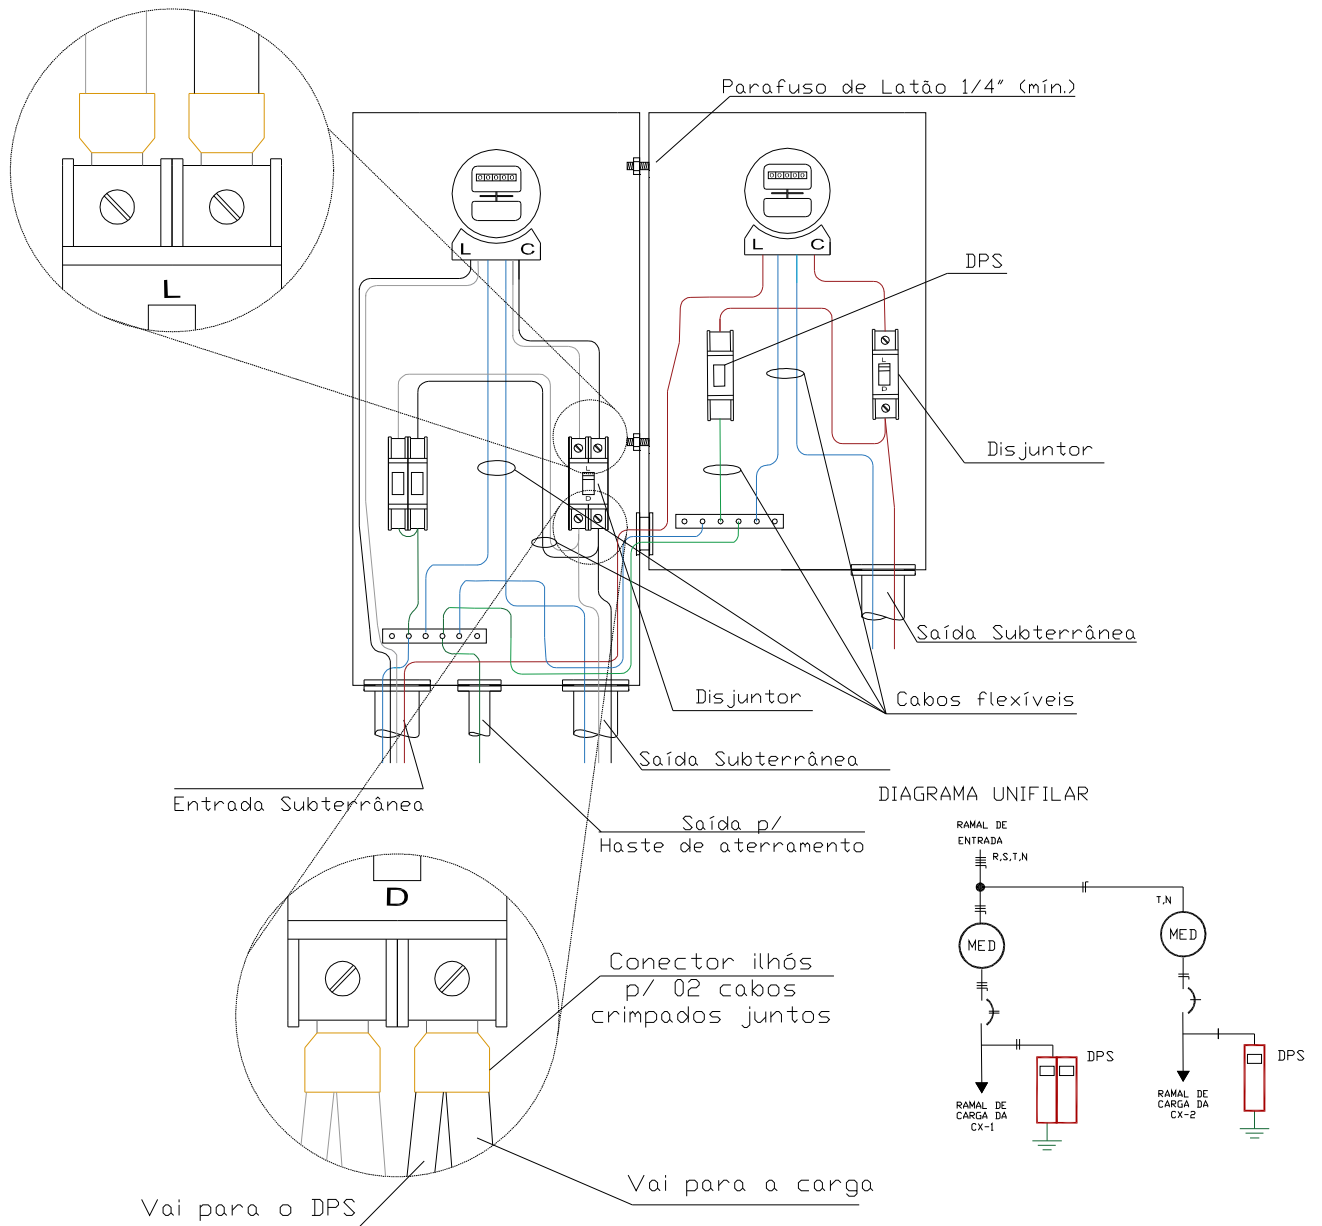 Parafuso de Latão 1/4" (mín.)
00000
00000
L C
L C
DPS
L
L
D
Disjuntor
L
D
Saída Subterrânea
Disjuntor
Cabos flexíveis
Saída Subterrânea
Entrada Subterrânea
Saída p/
Haste de aterramento
DIAGRAMA UNIFILAR
RAMAL DE
ENTRADA
R,S,T,N
T,N
MED
MED
D
Conector ilhós
p/ 02 cabos
crimpados juntos
DPS
DPS
RAMAL DE
CARGA DA
CX-1
RAMAL DE
CARGA DA
CX-2
Vai para a carga
Vai para o DPS